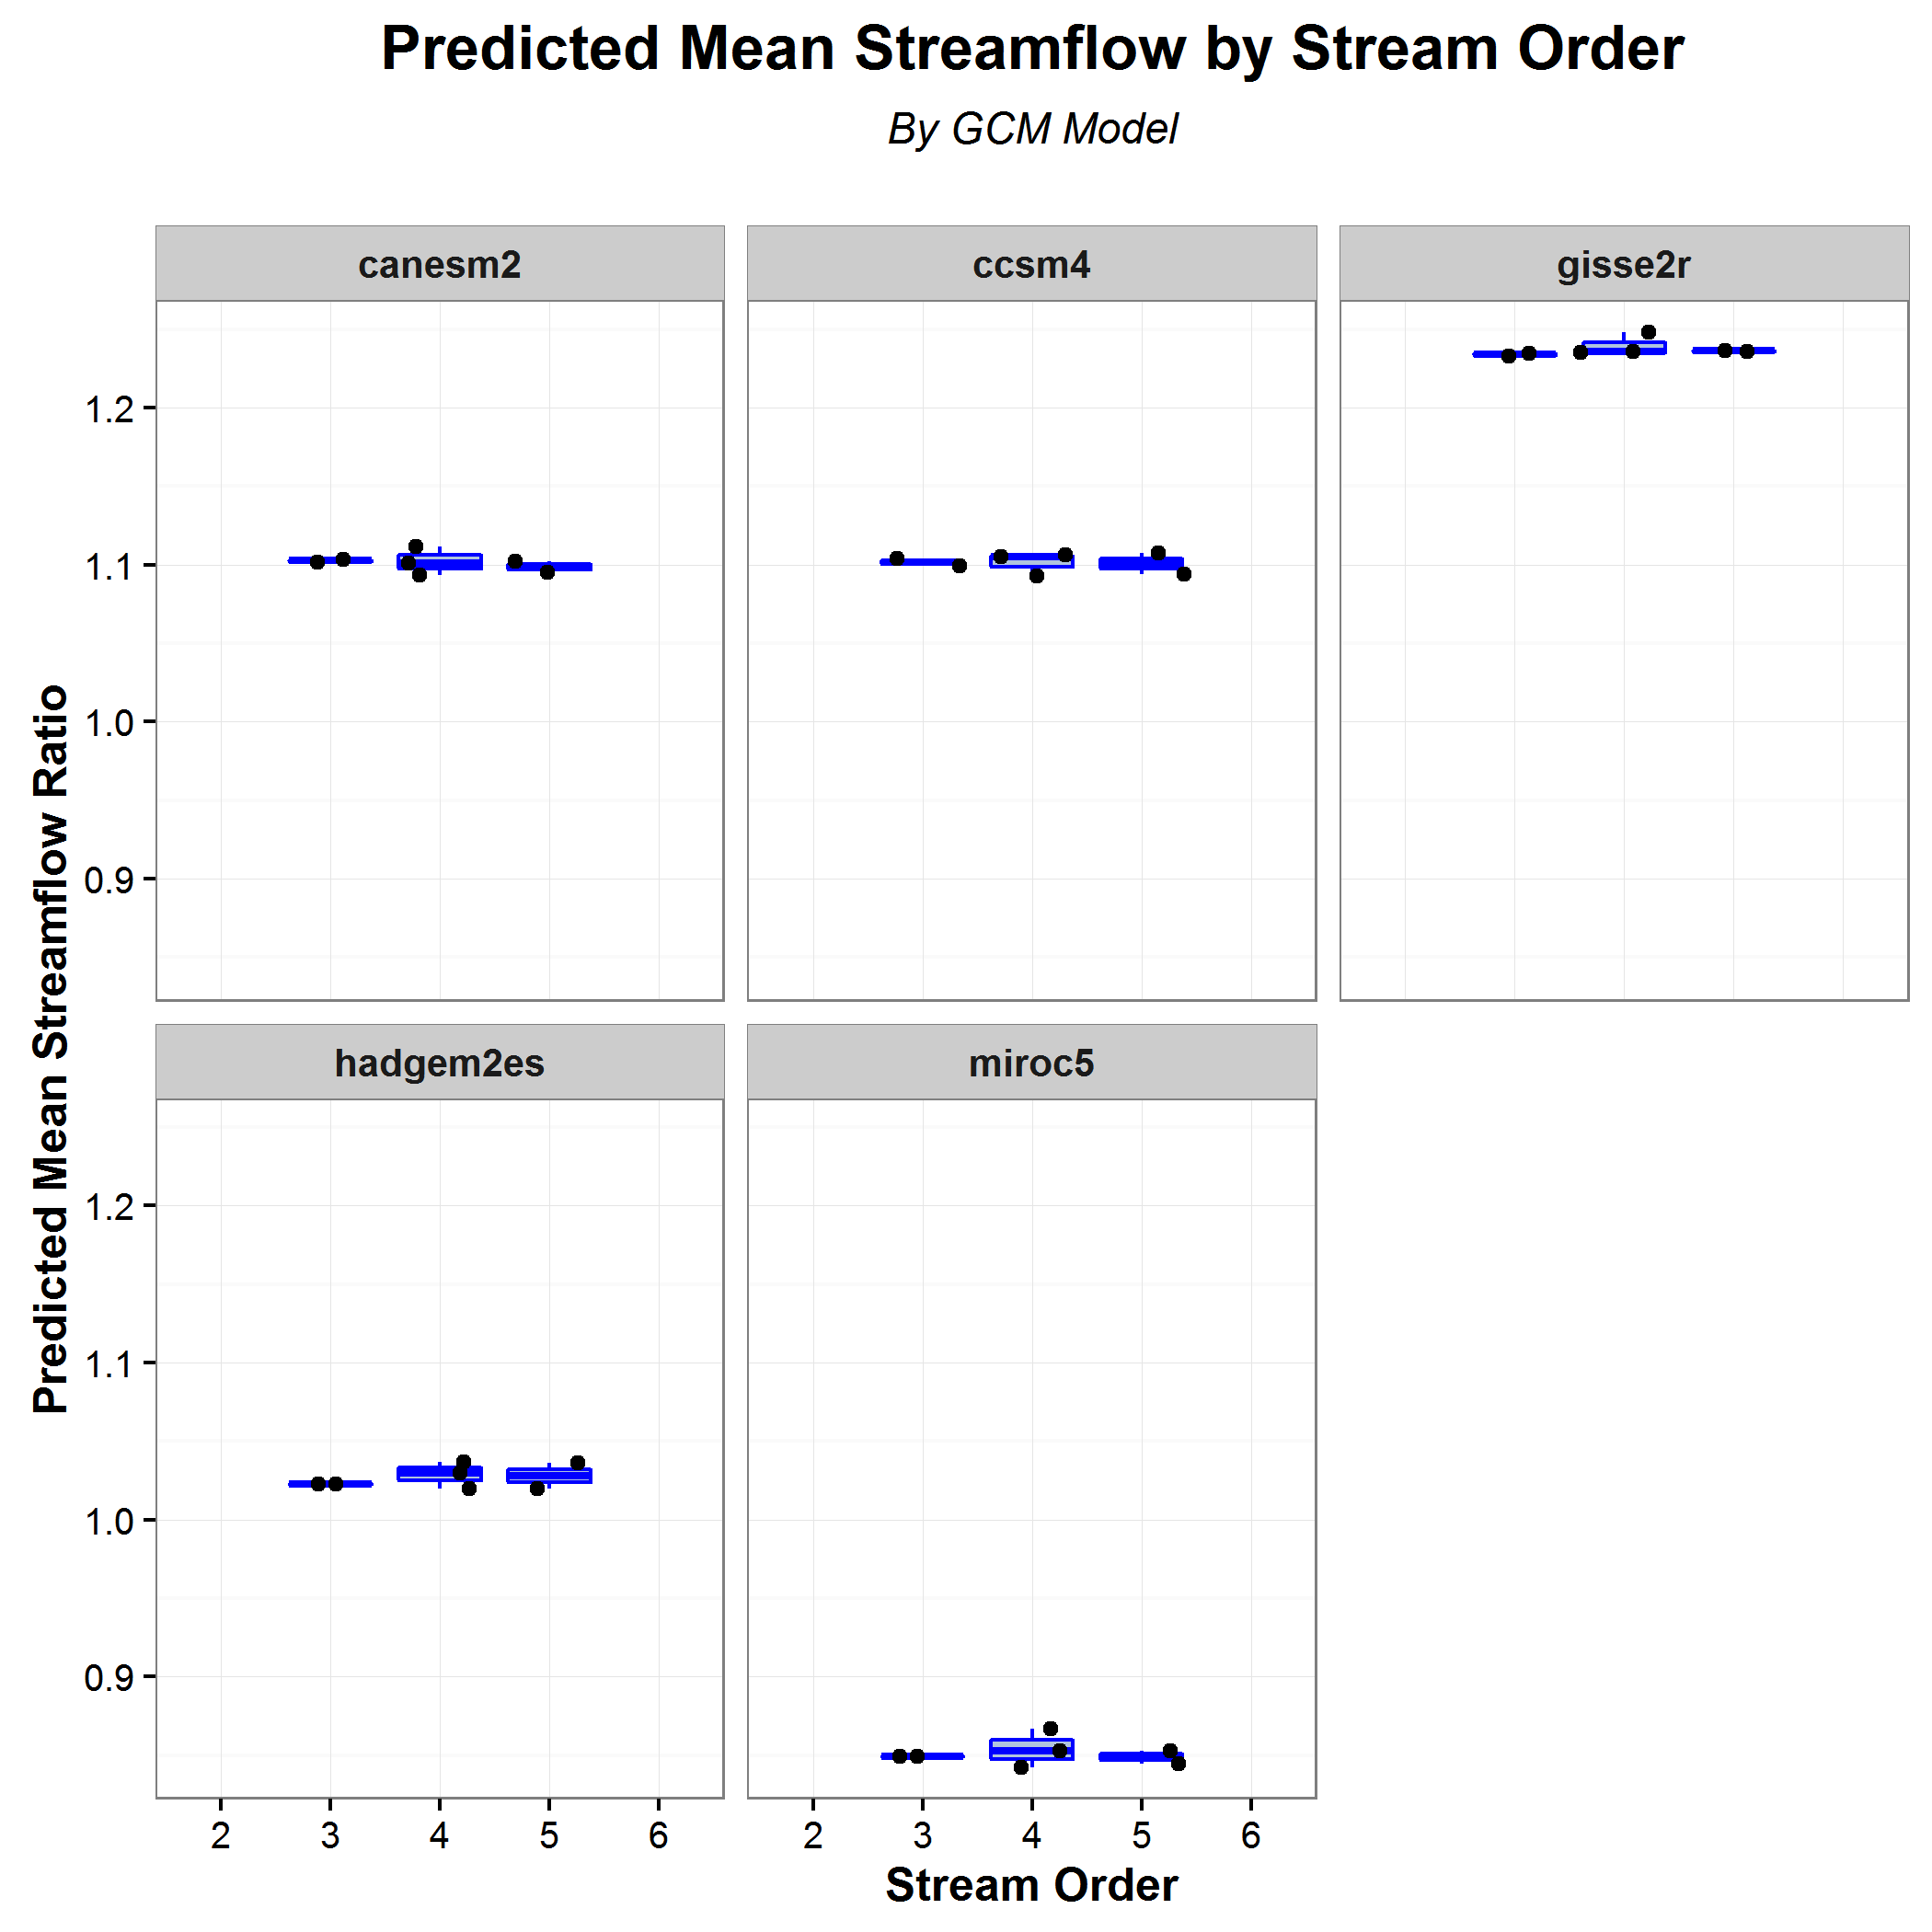 Predicted Mean Streamflow by Stream Order
By GCM Model
canesm2
ccsm4
gisse2r
1.2
1.1
1.0
0.9
Predicted Mean Streamflow Ratio
hadgem2es
miroc5
1.2
1.1
1.0
0.9
2 3 4 5 6
2 3 4 5 6
Stream Order